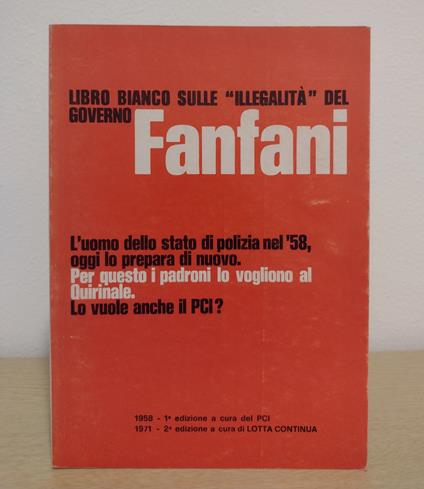 LIBRO BIANCO SULLE "ILLEGALITÀ" DEL
GOVERNO
Fanfani
L'uomo dello stato di polizia nel '58,
oggi lo prepara di nuovo.
Per questo i padroni lo vogliono al
Quirinale.
Lo vuole anche il PCI?
1958 - 1ª edizione a cura del PCI
1971 - 2ª edizione a cura di LOTTA CONTINUA